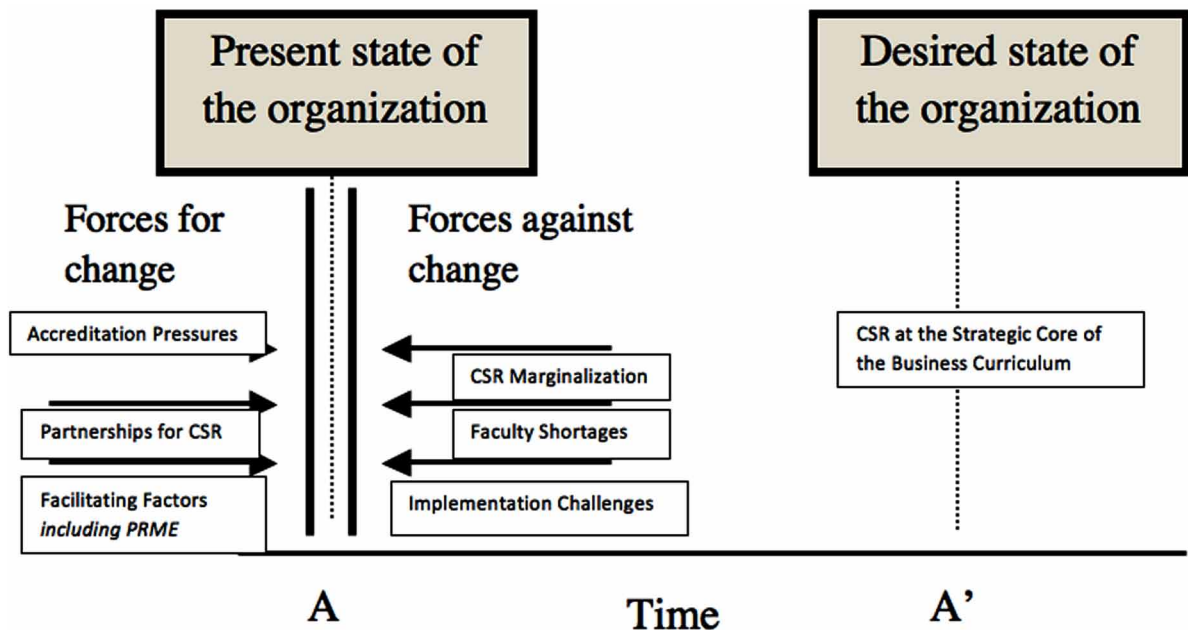 Present state of
the organization
Desired state of
the organization
Forces for
change
Forces against
change
Accreditation Pressures
CSR Marginalization
Partnerships for CSR
Faculty Shortages
Facilitating Factors
including PRME
Implementation Challenges
CSR at the Strategic Core of
the Business Curriculum
A
Time
A’